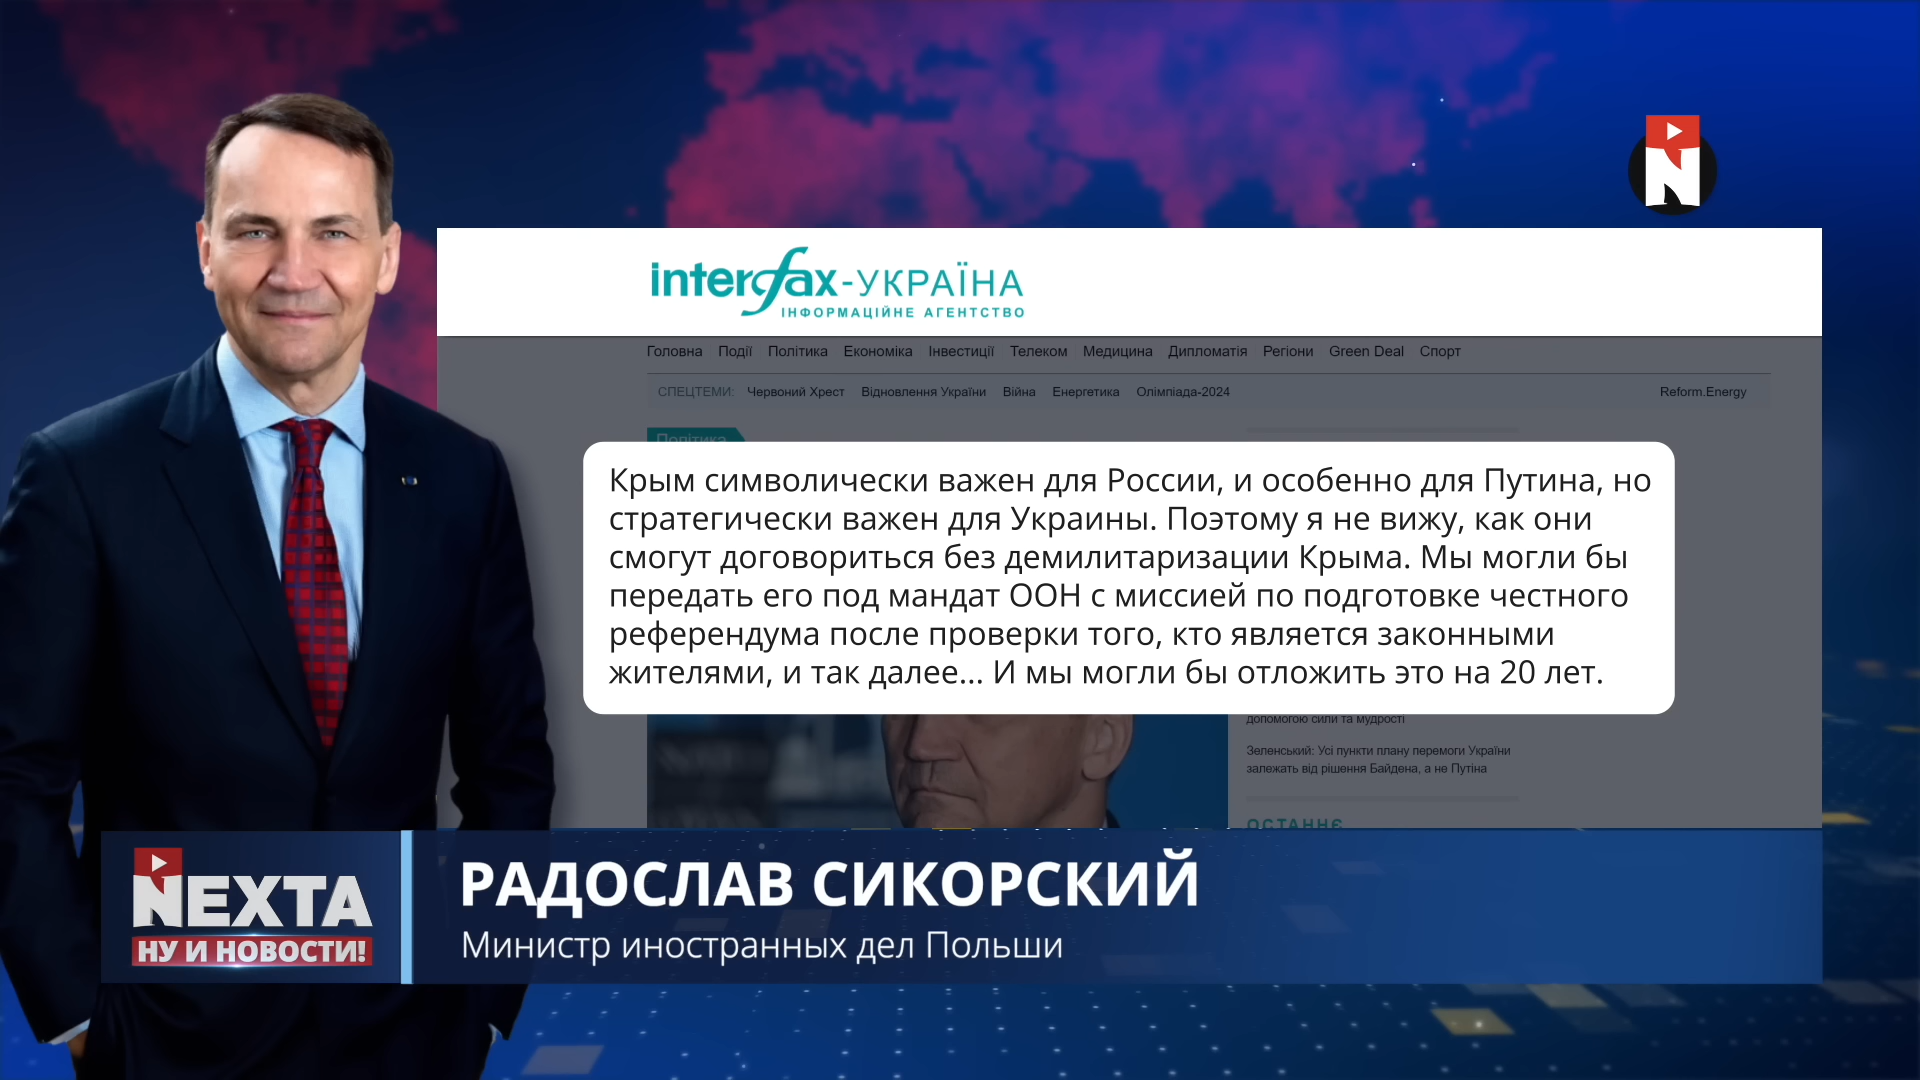 N
interfax-УКРАЇНА
ІНФОРМАЦІЙНЕ АГЕНТСТВО
Головна Події Політика Економіка Інвестиції Телеком Медицина Дипломатія Регіони Green Deal Спорт
СПЕЦТЕМИ: Червоний Хрест Відновлення України Війна Енергетика Олімпіада-2024 Reform.Energy
Політика
Крым символически важен для России, и особенно для Путина, но
стратегически важен для Украины. Поэтому я не вижу, как они
смогут договориться без демилитаризации Крыма. Мы могли бы
передать его под мандат ООН с миссией по подготовке честного
референдума после проверки того, кто является законными
жителями, и так далее... И мы могли бы отложить это на 20 лет.
допомогою сили та мудрості
Зеленський: Усі пункти плану перемоги України
залежать від рішення Байдена, а не Путіна
ОСТАННЄ
NEXTA
НУ И НОВОСТИ!
РАДОСЛАВ СИКОРСКИЙ
Министр иностранных дел Польши